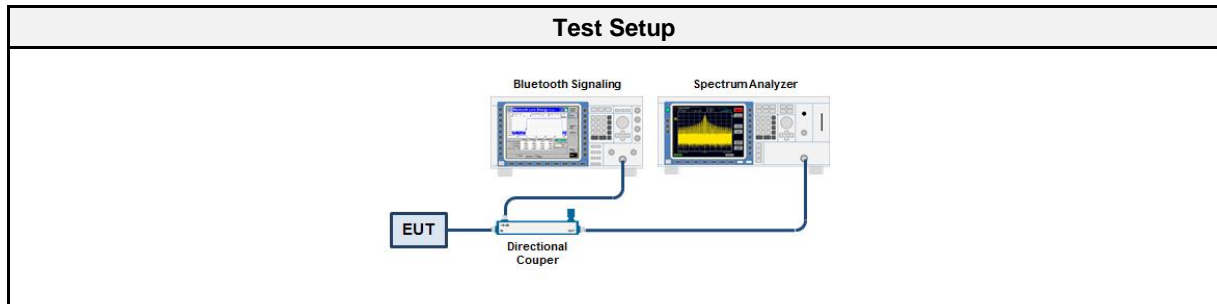 Test Setup
Bluetooth Signaling
Spectrum Analyzer
EUT
Directional
Couper